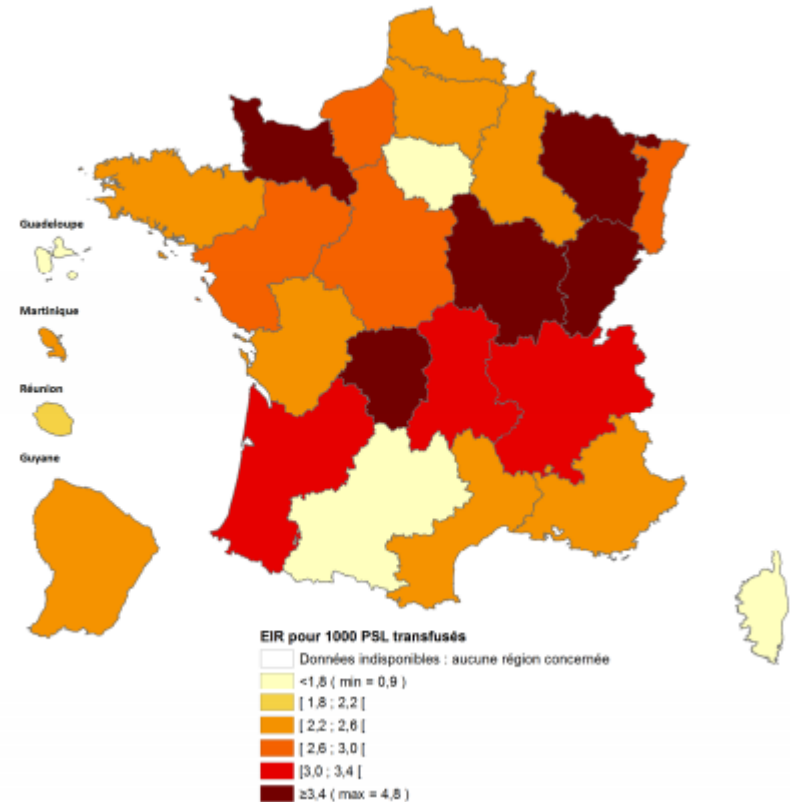 Guadeloupe
Martinique
Réunion
Guyane
EIR pour 1000 PSL transfusés
Données indisponibles : aucune région concernée
<1,8 ( min = 0,9 )
[ 1,8 ; 2,2 [
[ 2,2 ; 2,6 [
[ 2,6 ; 3,0 [
[3,0 ; 3,4 [
≥3,4 ( max = 4,8 )